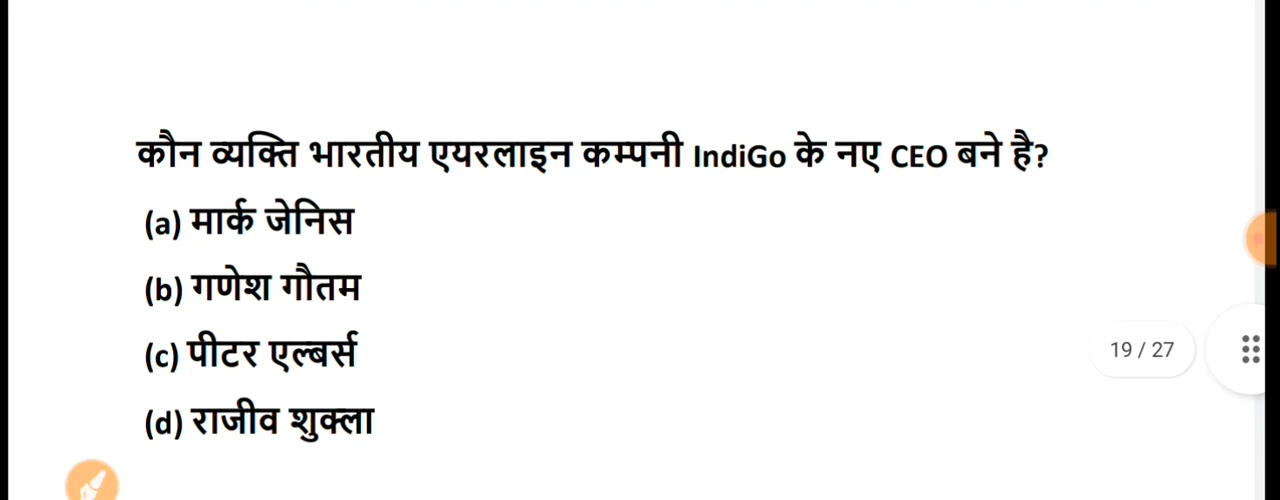 कौन व्यक्ति भारतीय एयरलाइन कम्पनी IndiGo के नए CEO बने है?
(a) मार्क जेनिस
(b) गणेश गौतम
(c) पीटर एल्बर्स
19 / 27
(d) राजीव शुक्ला